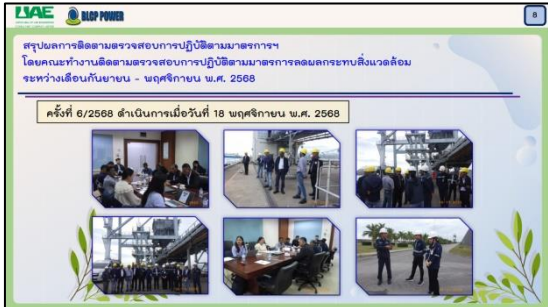 UAE
BLCP POWER
8
สรุปผลการติดตามตรวจสอบการปฏิบัติตามมาตรการฯ
โดยคณะทำงานติดตามตรวจสอบการปฏิบัติตามมาตรการลดผลกระทบสิ่งแวดล้อม
ระหว่างเดือนกันยายน - พฤศจิกายน พ.ศ. 2568
ครั้งที่ 6/2568 ดำเนินการเมื่อวันที่ 18 พฤศจิกายน พ.ศ. 2568